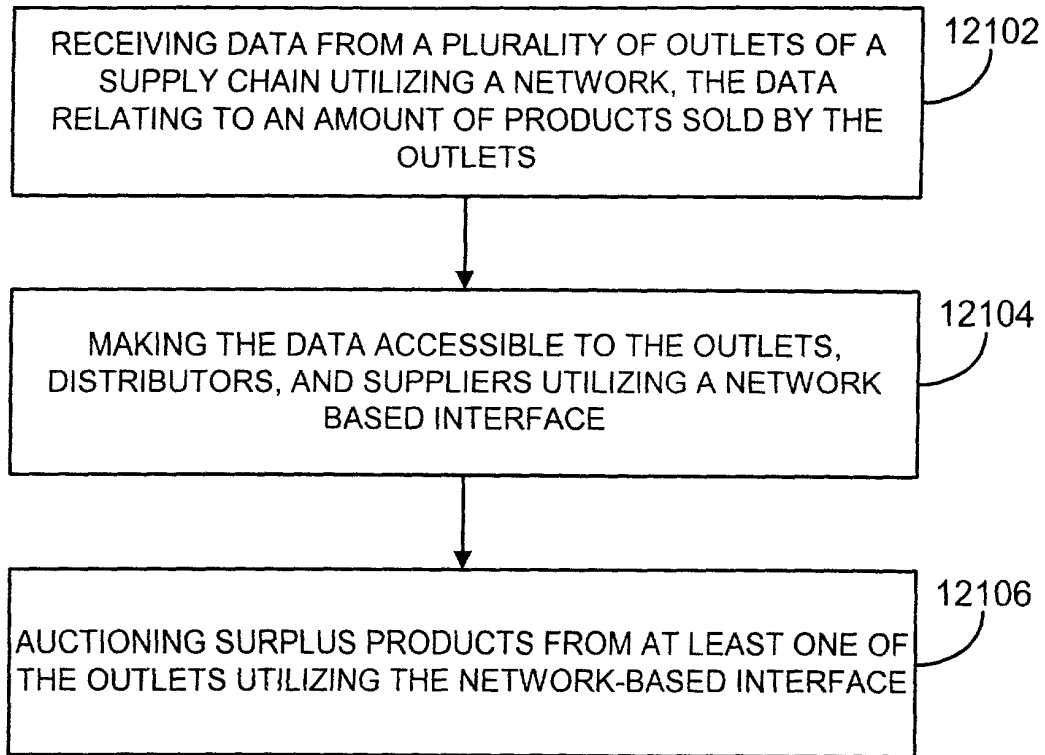 RECEIVING DATA FROM A PLURALITY OF OUTLETS OF A
SUPPLY CHAIN UTILIZING A NETWORK, THE DATA
RELATING TO AN AMOUNT OF PRODUCTS SOLD BY THE
OUTLETS
12102
MAKING THE DATA ACCESSIBLE TO THE OUTLETS,
DISTRIBUTORS, AND SUPPLIERS UTILIZING A NETWORK
BASED INTERFACE
12104
AUCTIONING SURPLUS PRODUCTS FROM AT LEAST ONE OF
THE OUTLETS UTILIZING THE NETWORK-BASED INTERFACE
12106